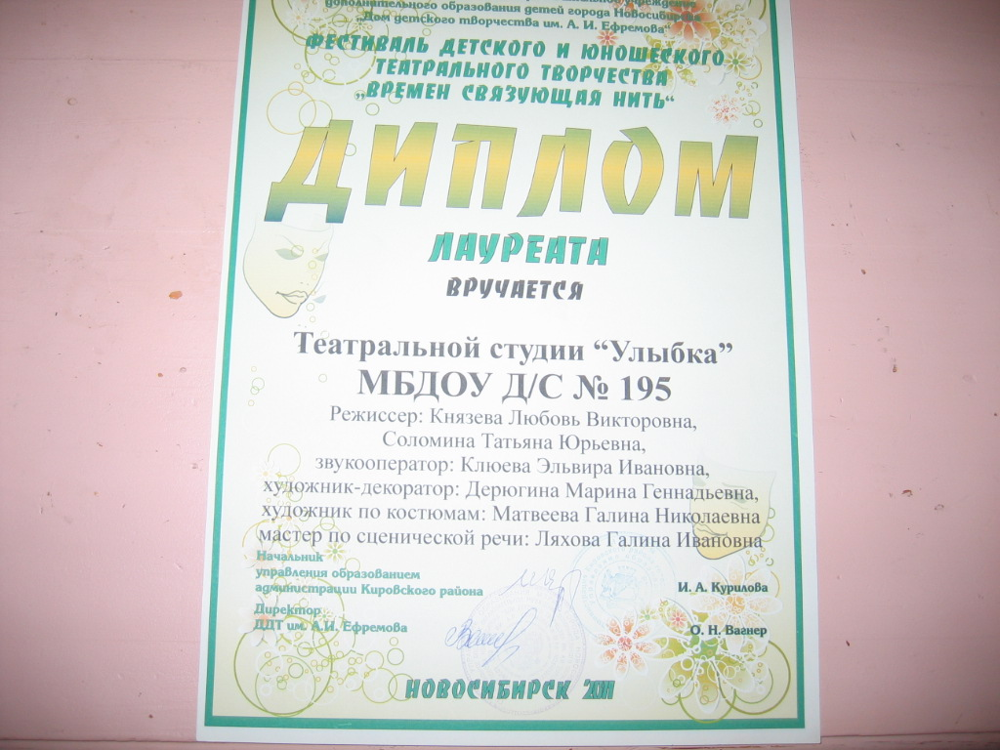 учреждение
дополнительного образования детей города Новосибирска
„Дом детского творчества им. А. И. Ефремова“
ФЕСТИВАЛЬ ДЕТСКОГО И ЮНОШЕСКОГО
ТЕАТРАЛЬНОГО ТВОРЧЕСТВА
„ВРЕМЕН СВЯЗУЮЩАЯ НИТЬ“
ДИПЛОМ
ЛАУРЕАТА
ВРУЧАЕТСЯ
Театральной студии “Улыбка”
МБДОУ Д/С № 195
Режиссер: Князева Любовь Викторовна,
Соломина Татьяна Юрьевна,
звукооператор: Клюева Эльвира Ивановна,
художник-декоратор: Дерюгина Марина Геннадьевна,
художник по костюмам: Матвеева Галина Николаевна
мастер по сценической речи: Ляхова Галина Ивановна
Начальник
управления образованием
администрации Кировского района
И. А. Курилова
Директор
ДДТ им. А.И. Ефремова
О. Н. Вагнер
НОВОСИБИРСК 2011